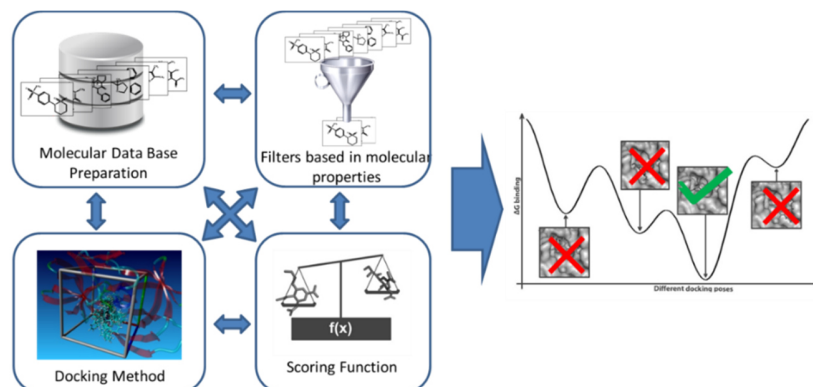 Molecular Data Base
Preparation
Filters based in molecular
properties
Docking Method
f(x)
Scoring Function
ΔG binding
Different docking poses